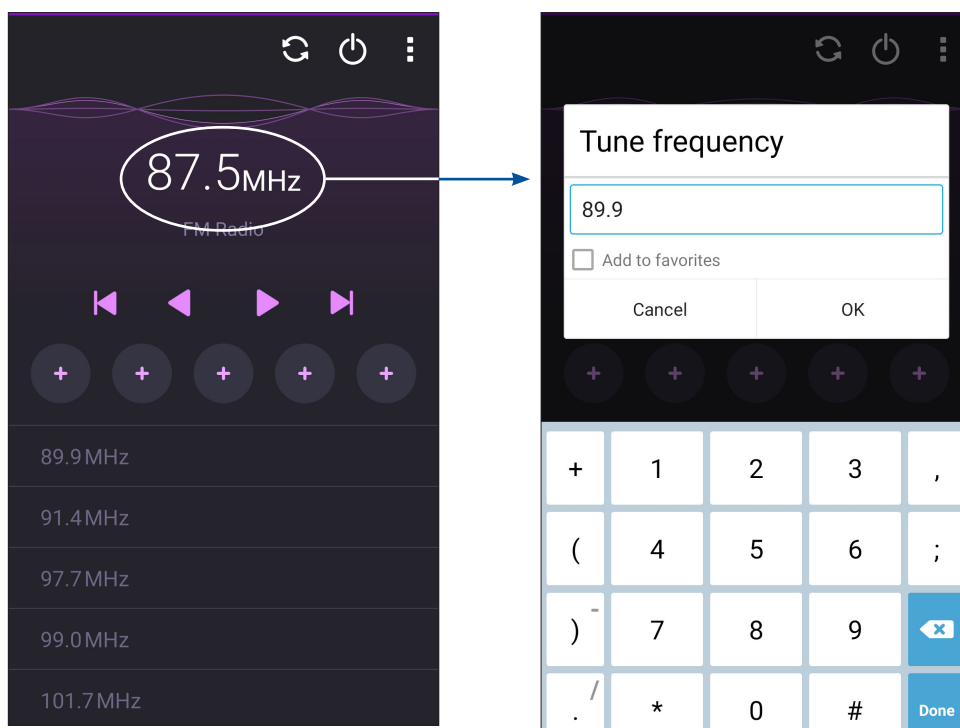 87.5MHz
FM Radio
+ + + + +
89.9MHz
91.4MHz
97.7MHz
99.0MHz
101.7MHz
Tune frequency
89.9
Add to favorites
Cancel OK
+ + + + +
+ 1 2 3 ,
( 4 5 6 ;
) - 7 8 9
. / * 0 # Done